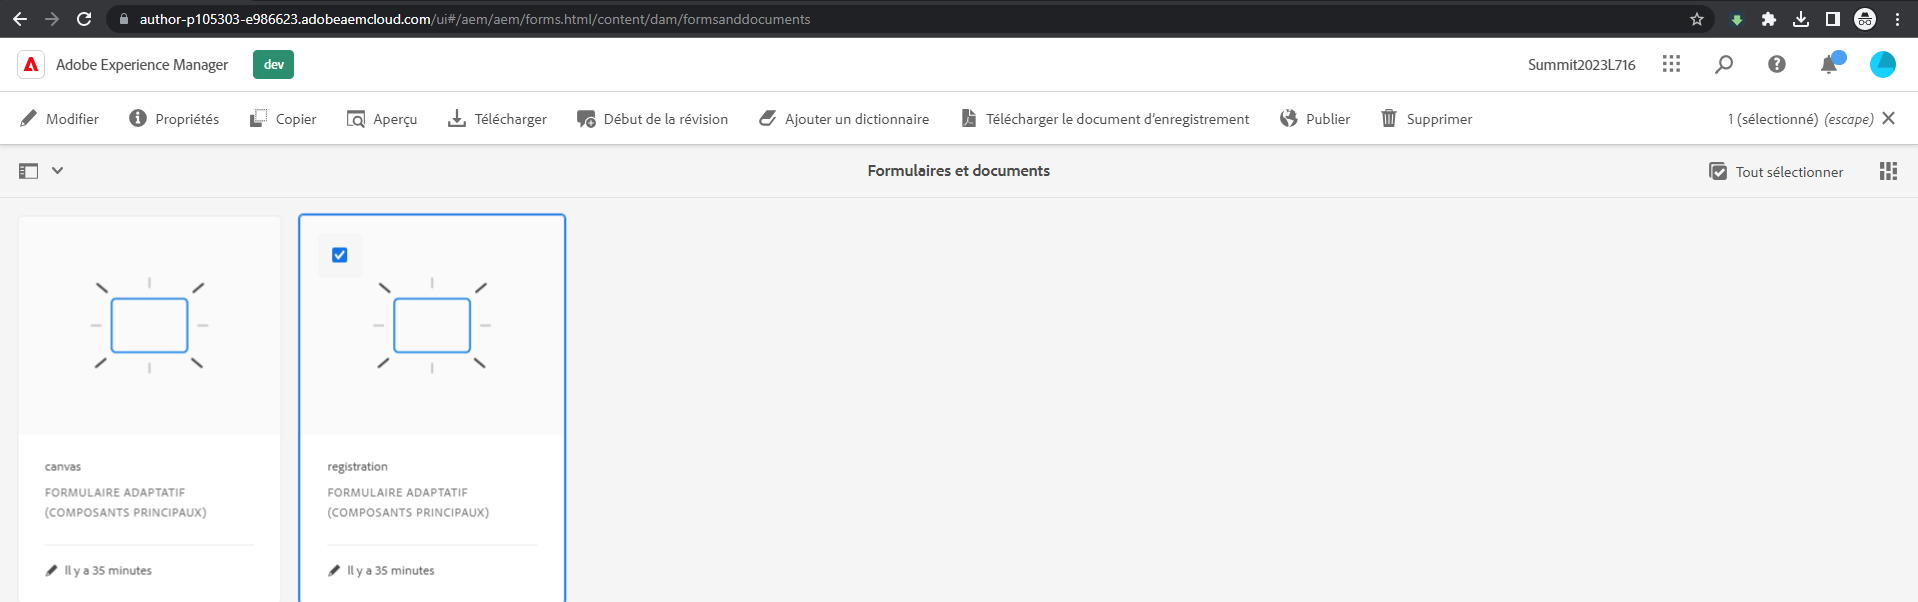 author-p105303-e986623.adobeaemcloud.com/ui#/aem/aem/forms.html/content/dam/formsanddocuments
Adobe Experience Manager dev Summit2023L716
Modifier Propriétés Copier Aperçu Télécharger Début de la révision Ajouter un dictionnaire Télécharger le document d'enregistrement Publier Supprimer 1 (sélectionné) (escape)
Formulaires et documents Tout sélectionner
canvas
FORMULAIRE ADAPTATIF
(COMPOSANTS PRINCIPAUX)
Il y a 35 minutes
registration
FORMULAIRE ADAPTATIF
(COMPOSANTS PRINCIPAUX)
Il y a 35 minutes